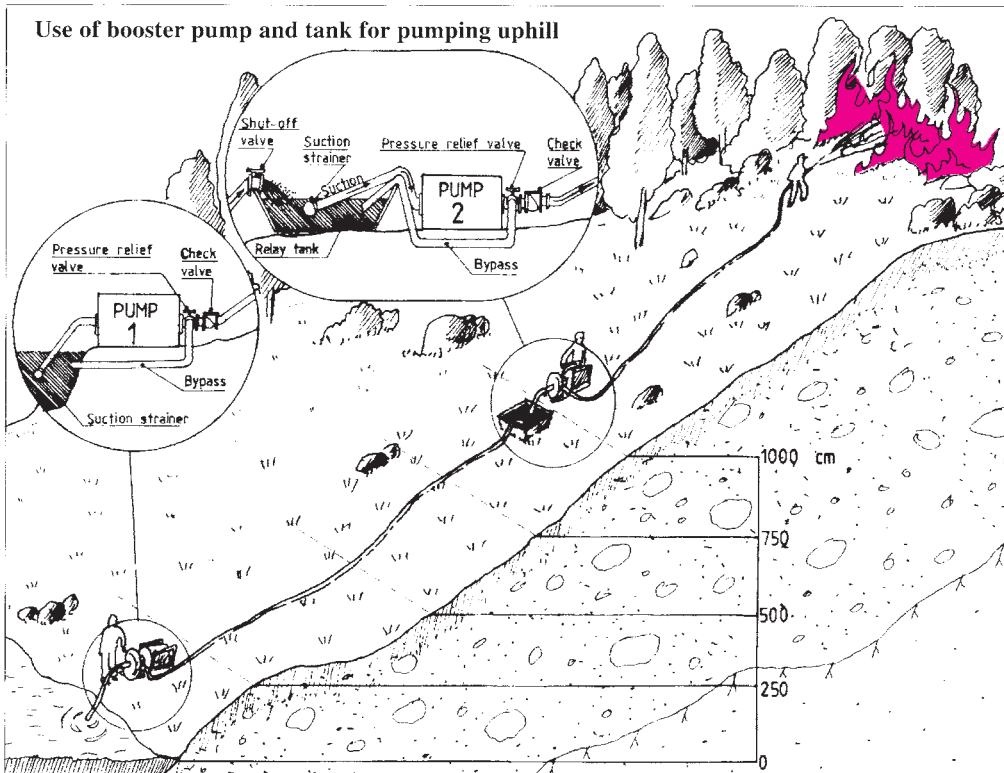 Use of booster pump and tank for pumping uphill
Shut-off
valve
Suction
strainer
Suction
Pressure relief valve
Check
valve
PUMP
2
Relay tank
Bypass
Pressure relief
valve
Check
valve
PUMP
1
Bypass
Suction strainer
1000 cm
750
500
250
0